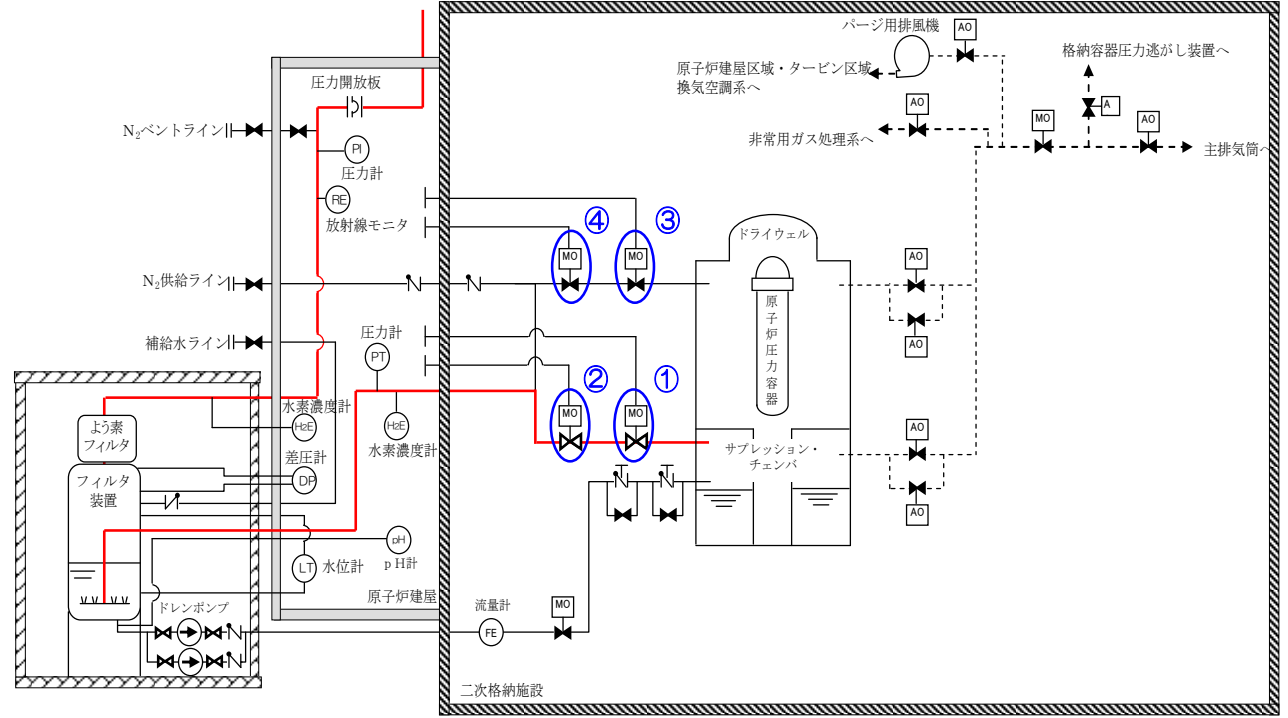 パージ用排風機
AO
格納容器圧力逃がし装置へ
原子炉建屋区域・タービン区域
換気空調系へ
圧力開放板
AO
A
MO
AO
N2ベントライン
非常用ガス処理系へ
主排気筒へ
PI
圧力計
RE
放射線モニタ
④
③
ドライウェル
MO
MO
AO
N2供給ライン
原子炉圧力容器
圧力計
補給水ライン
AO
PT
②
①
水素濃度計
MO
MO
よう素
フィルタ
H2E
H2E
AO
水素濃度計
サプレッション・
チェンバ
差圧計
フィルタ
装置
DP
AO
pH
pH計
LT
水位計
原子炉建屋
流量計
MO
ドレンポンプ
FE
二次格納施設